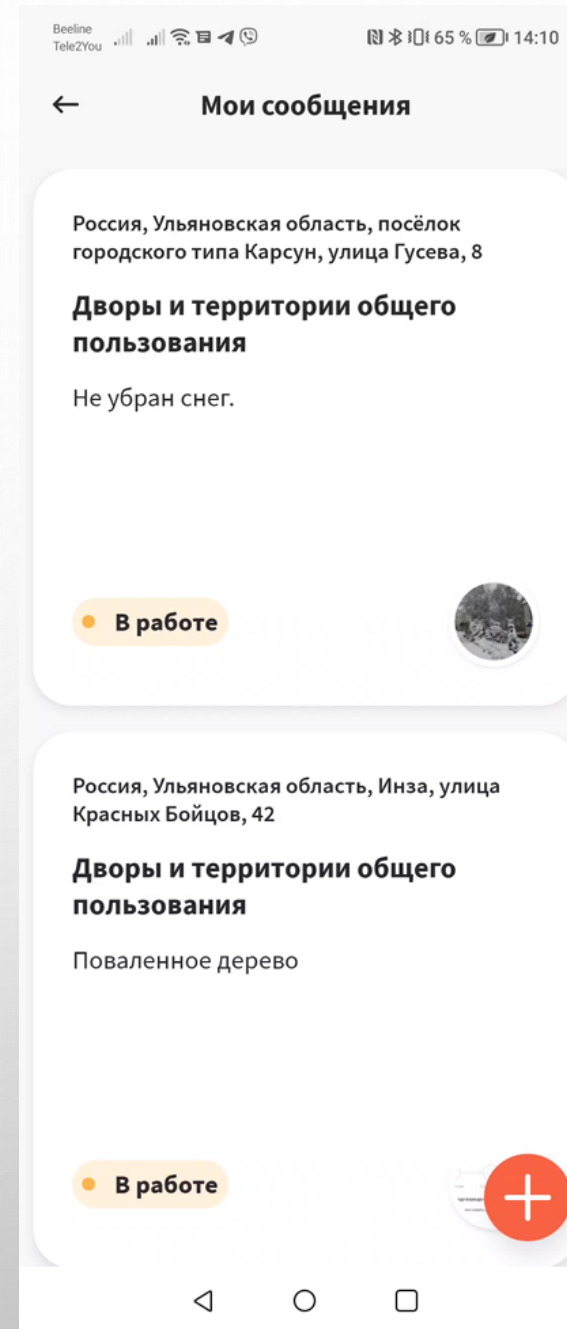 Beeline
Tele2You
65 % 14:10
Мои сообщения
Россия, Ульяновская область, посёлок
городского типа Карсун, улица Гусева, 8
Дворы и территории общего
пользования
Не убран снег.
В работе
Россия, Ульяновская область, Инза, улица
Красных Бойцов, 42
Дворы и территории общего
пользования
Поваленное дерево
В работе